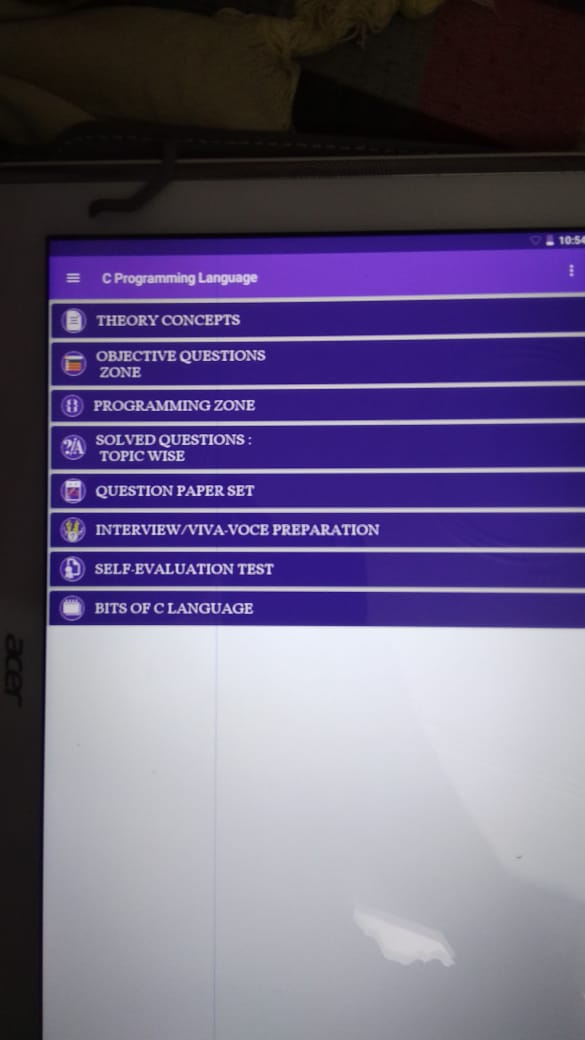 10:54
C Programming Language
THEORY CONCEPTS
OBJECTIVE QUESTIONS
ZONE
PROGRAMMING ZONE
?/A SOLVED QUESTIONS :
TOPIC WISE
QUESTION PAPER SET
INTERVIEW/VIVA-VOCE PREPARATION
SELF-EVALUATION TEST
BITS OF C LANGUAGE
acer